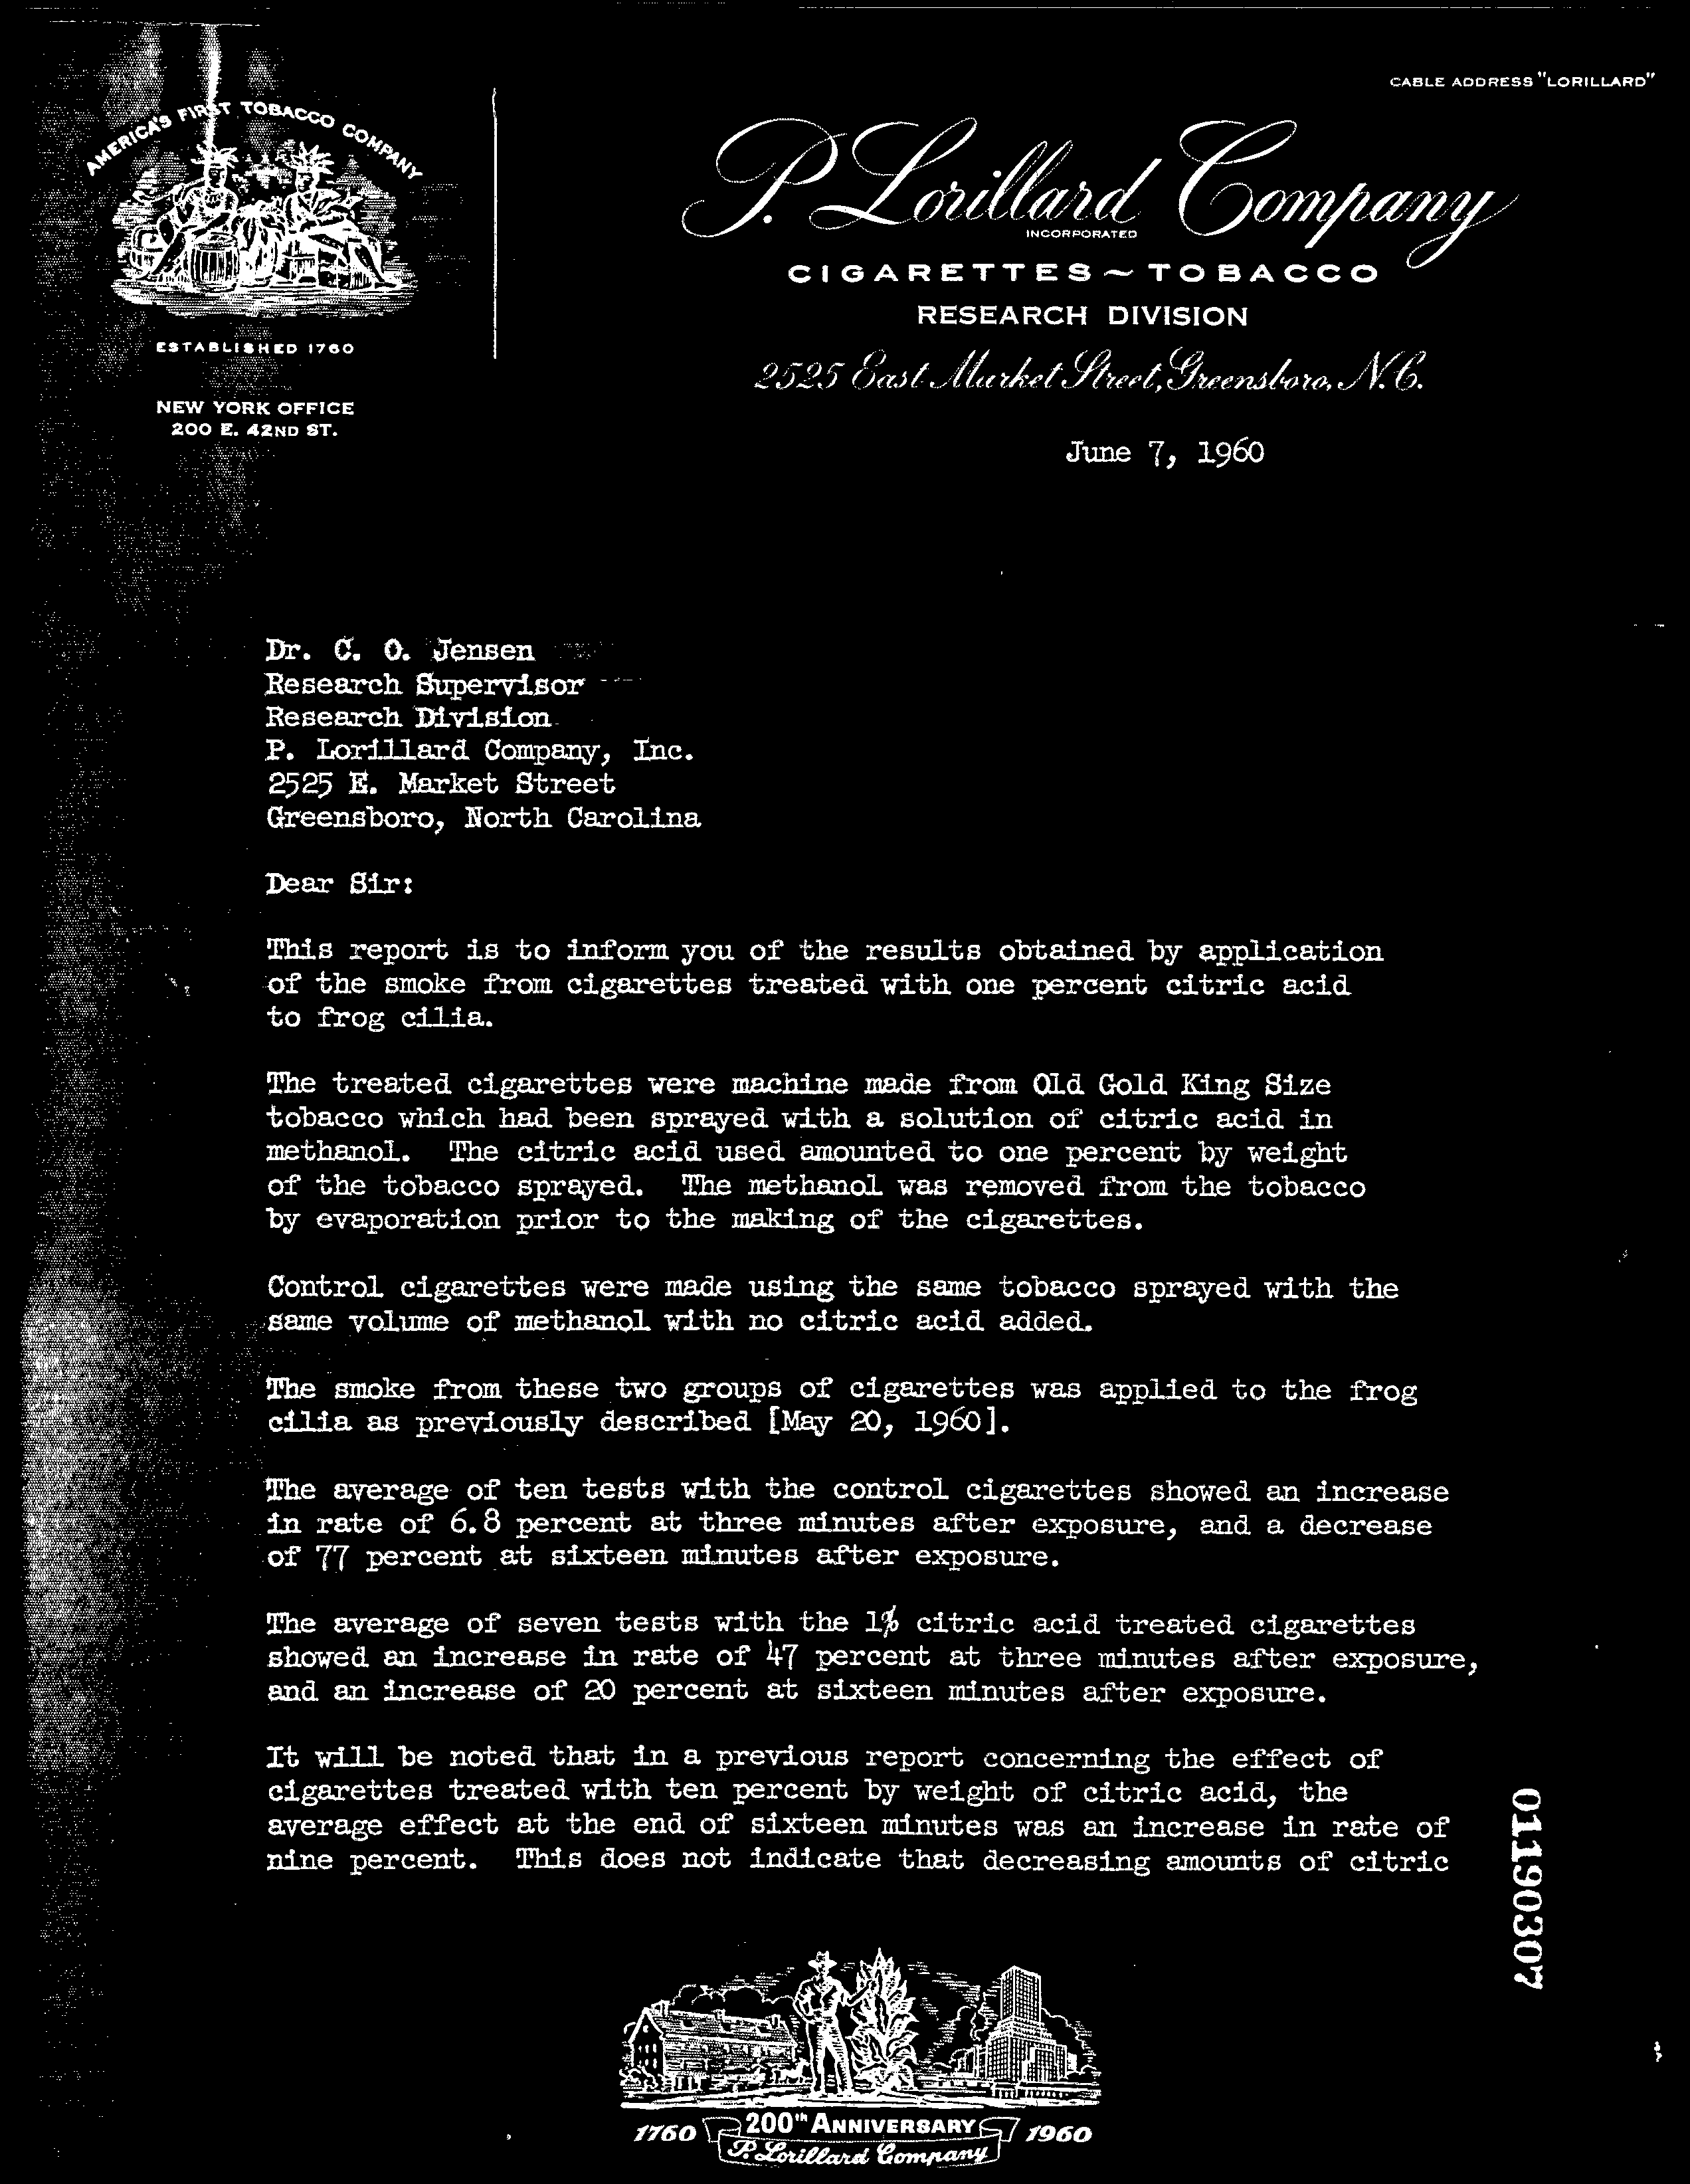 CABLE ADDRESS "LORILLARD"
AMERICA'S FIRST TOBACCO COMPANY
P. Lorillard Company
INCORPORATED
CIGARETTES ~ TOBACCO
RESEARCH DIVISION
2525 East Market Street, Greensboro, N.C.
ESTABLISHED 1760
NEW YORK OFFICE
200 E. 42ND ST.
June 7, 1960
Dr. C. O. Jensen
Research Supervisor
Research Division
P. Lorillard Company, Inc.
2525 E. Market Street
Greensboro, North Carolina
Dear Sir:
This report is to inform you of the results obtained by application
of the smoke from cigarettes treated with one percent citric acid
to frog cilia.
The treated cigarettes were machine made from Old Gold King Size
tobacco which had been sprayed with a solution of citric acid in
methanol. The citric acid used amounted to one percent by weight
of the tobacco sprayed. The methanol was removed from the tobacco
by evaporation prior to the making of the cigarettes.
Control cigarettes were made using the same tobacco sprayed with the
same volume of methanol with no citric acid added.
The smoke from these two groups of cigarettes was applied to the frog
cilia as previously described [May 20, 1960].
The average of ten tests with the control cigarettes showed an increase
in rate of 6.8 percent at three minutes after exposure, and a decrease
of 77 percent at sixteen minutes after exposure.
The average of seven tests with the 1% citric acid treated cigarettes
showed an increase in rate of 47 percent at three minutes after exposure,
and an increase of 20 percent at sixteen minutes after exposure.
It will be noted that in a previous report concerning the effect of
cigarettes treated with ten percent by weight of citric acid, the
average effect at the end of sixteen minutes was an increase in rate of
nine percent. This does not indicate that decreasing amounts of citric
01190307
1760 200th ANNIVERSARY 1960
P. Lorillard Company